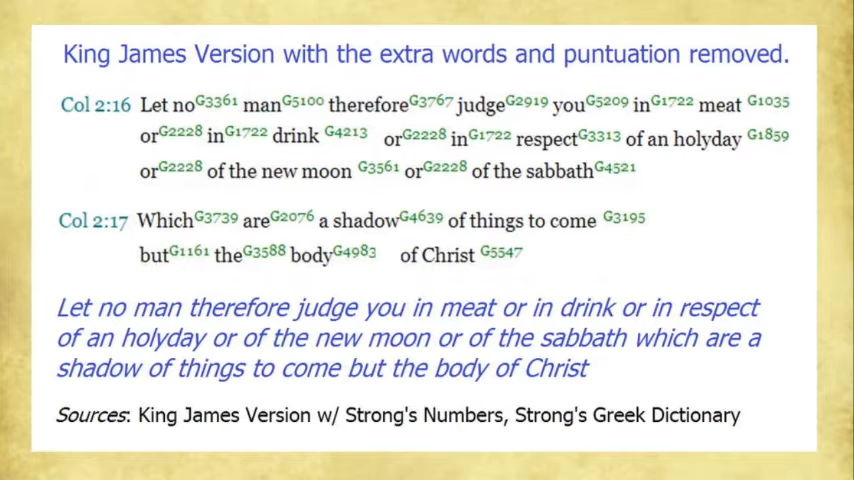 King James Version with the extra words and puntuation removed.
Col 2:16 Let noG3361 manG5100 thereforeG3767 judgeG2919 youG5209 inG1722 meat G1035
orG2228 inG1722 drink G4213 orG2228 inG1722 respectG3313 of an holyday G1859
orG2228 of the new moon G3561 orG2228 of the sabbathG4521
Col 2:17 WhichG3739 areG2076 a shadowG4639 of things to come G3195
butG1161 theG3588 bodyG4983 of Christ G5547
Let no man therefore judge you in meat or in drink or in respect
of an holyday or of the new moon or of the sabbath which are a
shadow of things to come but the body of Christ
Sources: King James Version w/ Strong's Numbers, Strong's Greek Dictionary